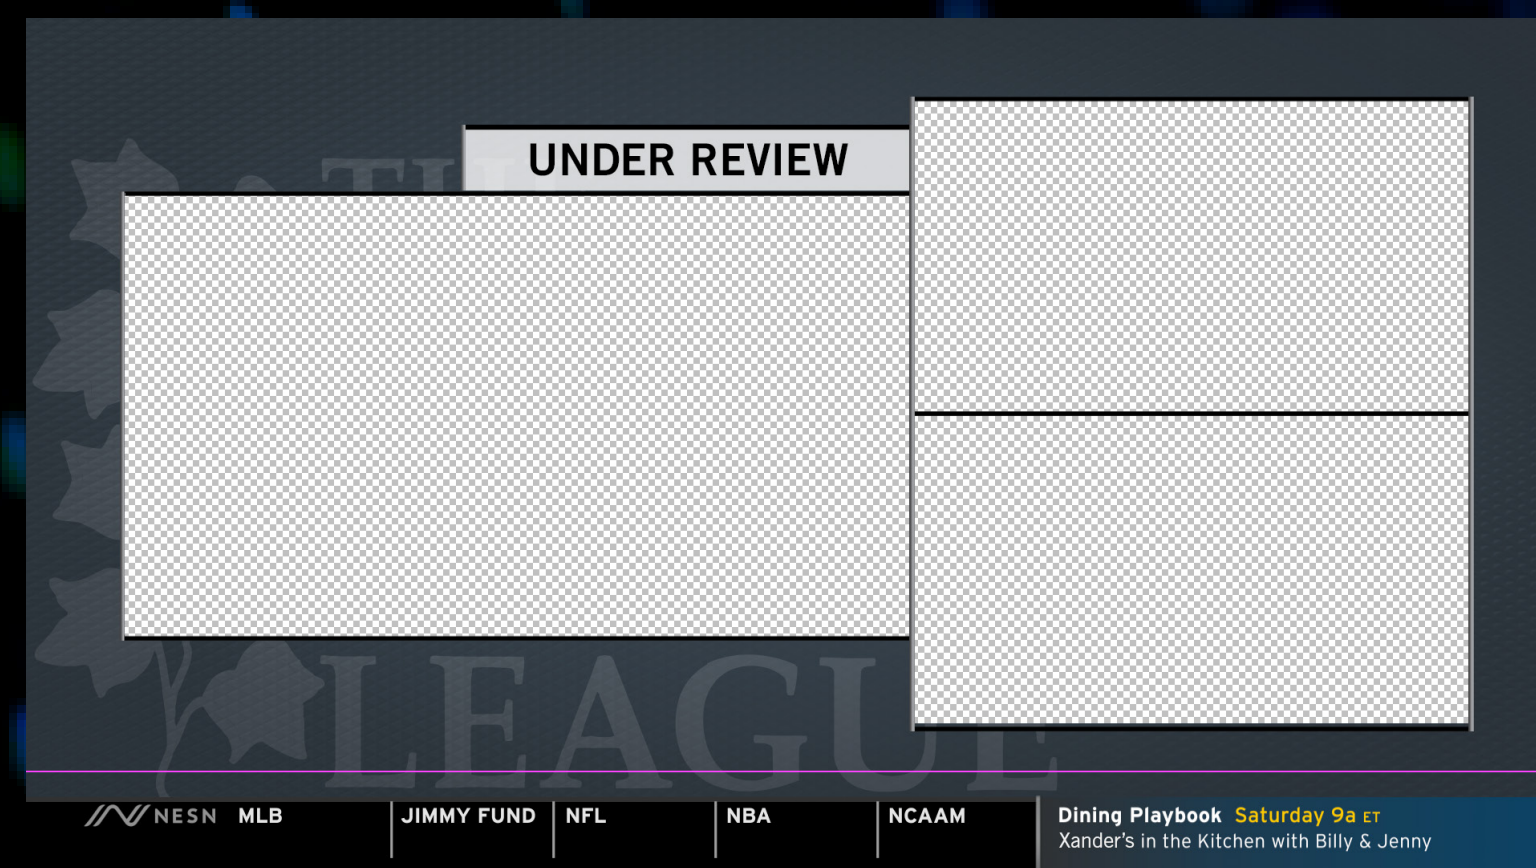 UNDER REVIEW
LEAGUE
NESN MLB JIMMY FUND NFL NBA NCAAM
Dining Playbook Saturday 9a ET
Xander's in the Kitchen with Billy & Jenny